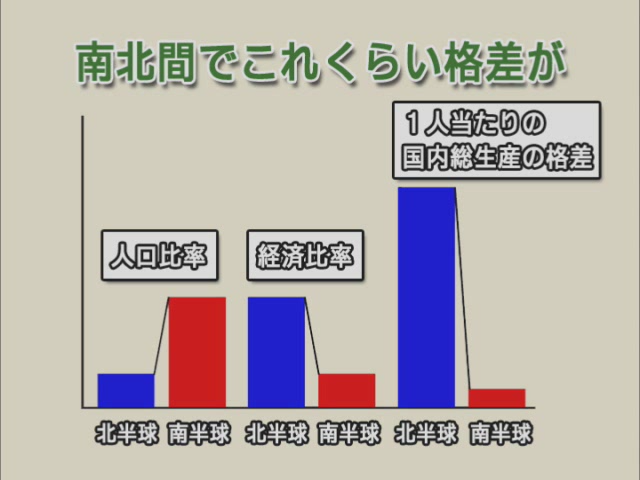 南北間でこれくらい格差が
1人当たりの
国内総生産の格差
人口比率
経済比率
北半球 南半球 北半球 南半球 北半球 南半球